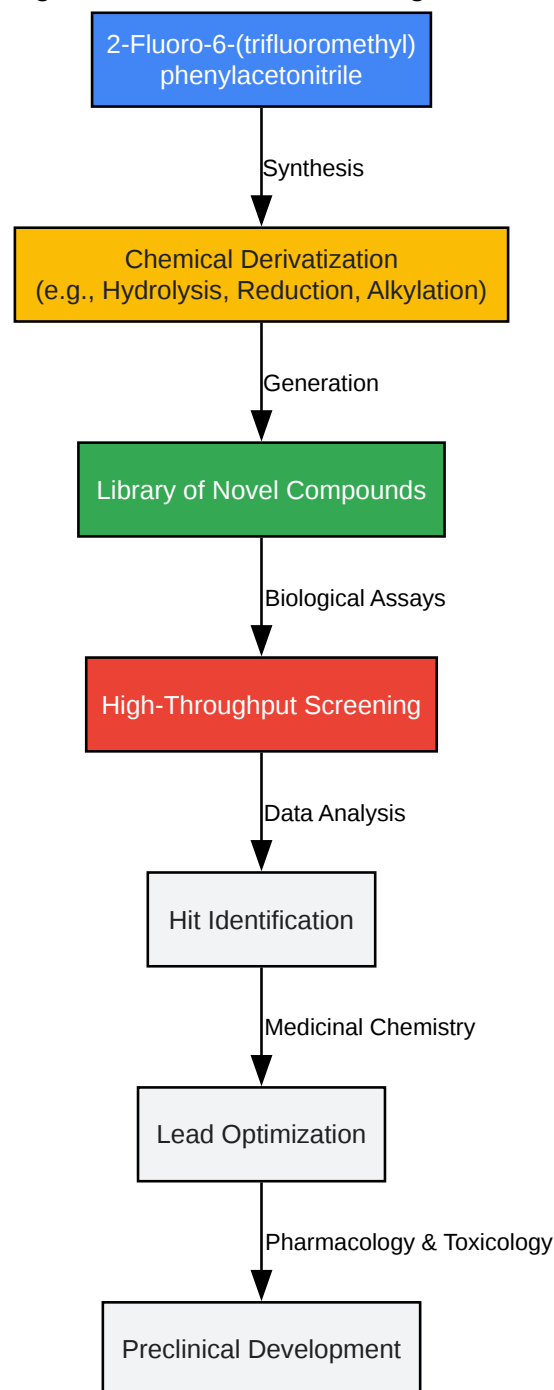 2-Fluoro-6-(trifluoromethyl)
phenylacetonitrile
Synthesis
Chemical Derivatization
(e.g., Hydrolysis, Reduction, Alkylation)
Generation
Library of Novel Compounds
Biological Assays
High-Throughput Screening
Data Analysis
Hit Identification
Medicinal Chemistry
Lead Optimization
Pharmacology & Toxicology
Preclinical Development